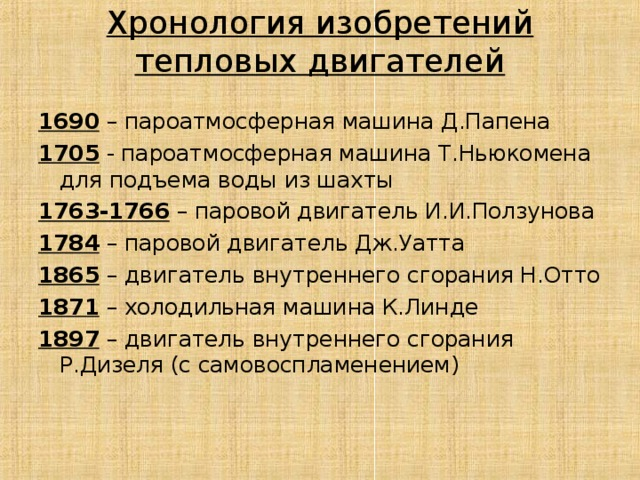 Хронология изобретений
тепловых двигателей
1690 – пароатмосферная машина Д.Папена
1705 - пароатмосферная машина Т.Ньюкомена
для подъема воды из шахты
1763-1766 – паровой двигатель И.И.Ползунова
1784 – паровой двигатель Дж.Уатта
1865 – двигатель внутреннего сгорания Н.Отто
1871 – холодильная машина К.Линде
1897 – двигатель внутреннего сгорания
Р.Дизеля (с самовоспламенением)